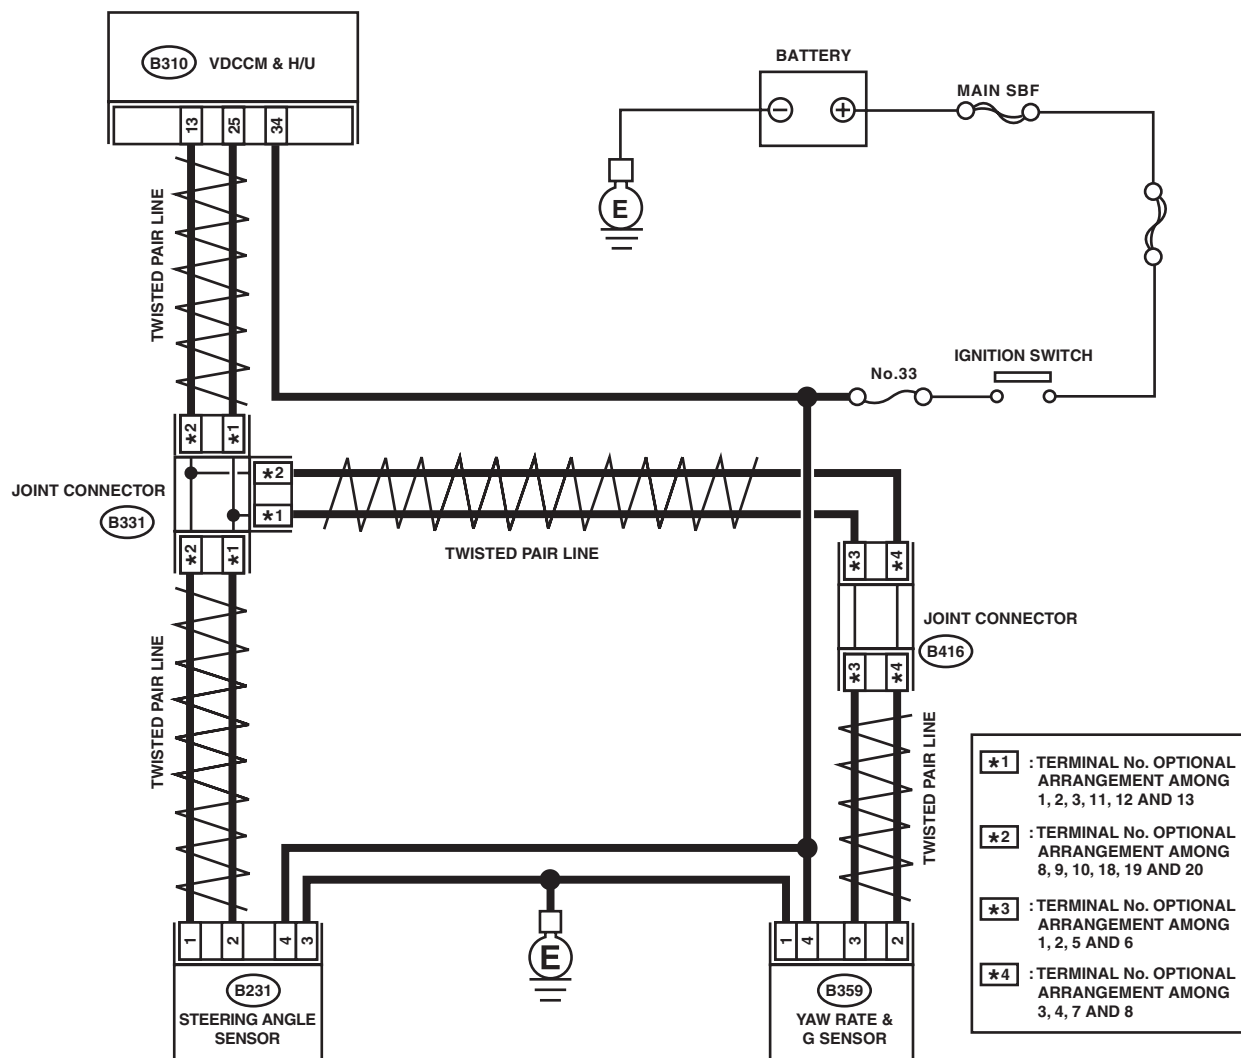 B310 VDCCM & H/U
13 25 34
BATTERY
MAIN SBF
E
TWISTED PAIR LINE
No.33
IGNITION SWITCH
*2 *1
*2
*1
JOINT CONNECTOR
B331
*2 *1
TWISTED PAIR LINE
*3 *4
JOINT CONNECTOR
B416
*3 *4
TWISTED PAIR LINE
TWISTED PAIR LINE
*1 : TERMINAL No. OPTIONAL
ARRANGEMENT AMONG
1, 2, 3, 11, 12 AND 13
*2 : TERMINAL No. OPTIONAL
ARRANGEMENT AMONG
8, 9, 10, 18, 19 AND 20
*3 : TERMINAL No. OPTIONAL
ARRANGEMENT AMONG
1, 2, 5 AND 6
*4 : TERMINAL No. OPTIONAL
ARRANGEMENT AMONG
3, 4, 7 AND 8
1 2 4 3
B231
STEERING ANGLE
SENSOR
E
1 4 3 2
B359
YAW RATE &
G SENSOR